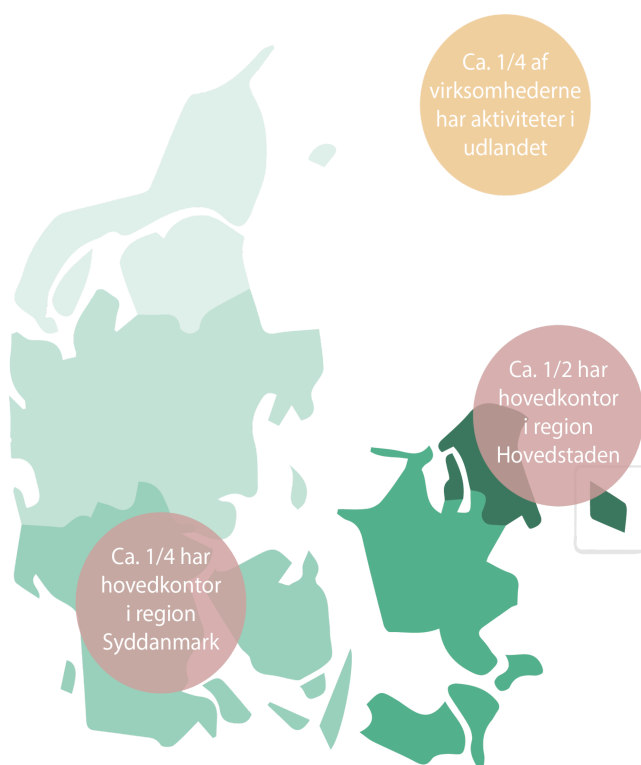 Ca. 1/4 af
virksomhederne
har aktiviteter i
udlandet
Ca. 1/2 har
hovedkontor
i region
Hovedstaden
Ca. 1/4 har
hovedkontor
i region
Syddanmark